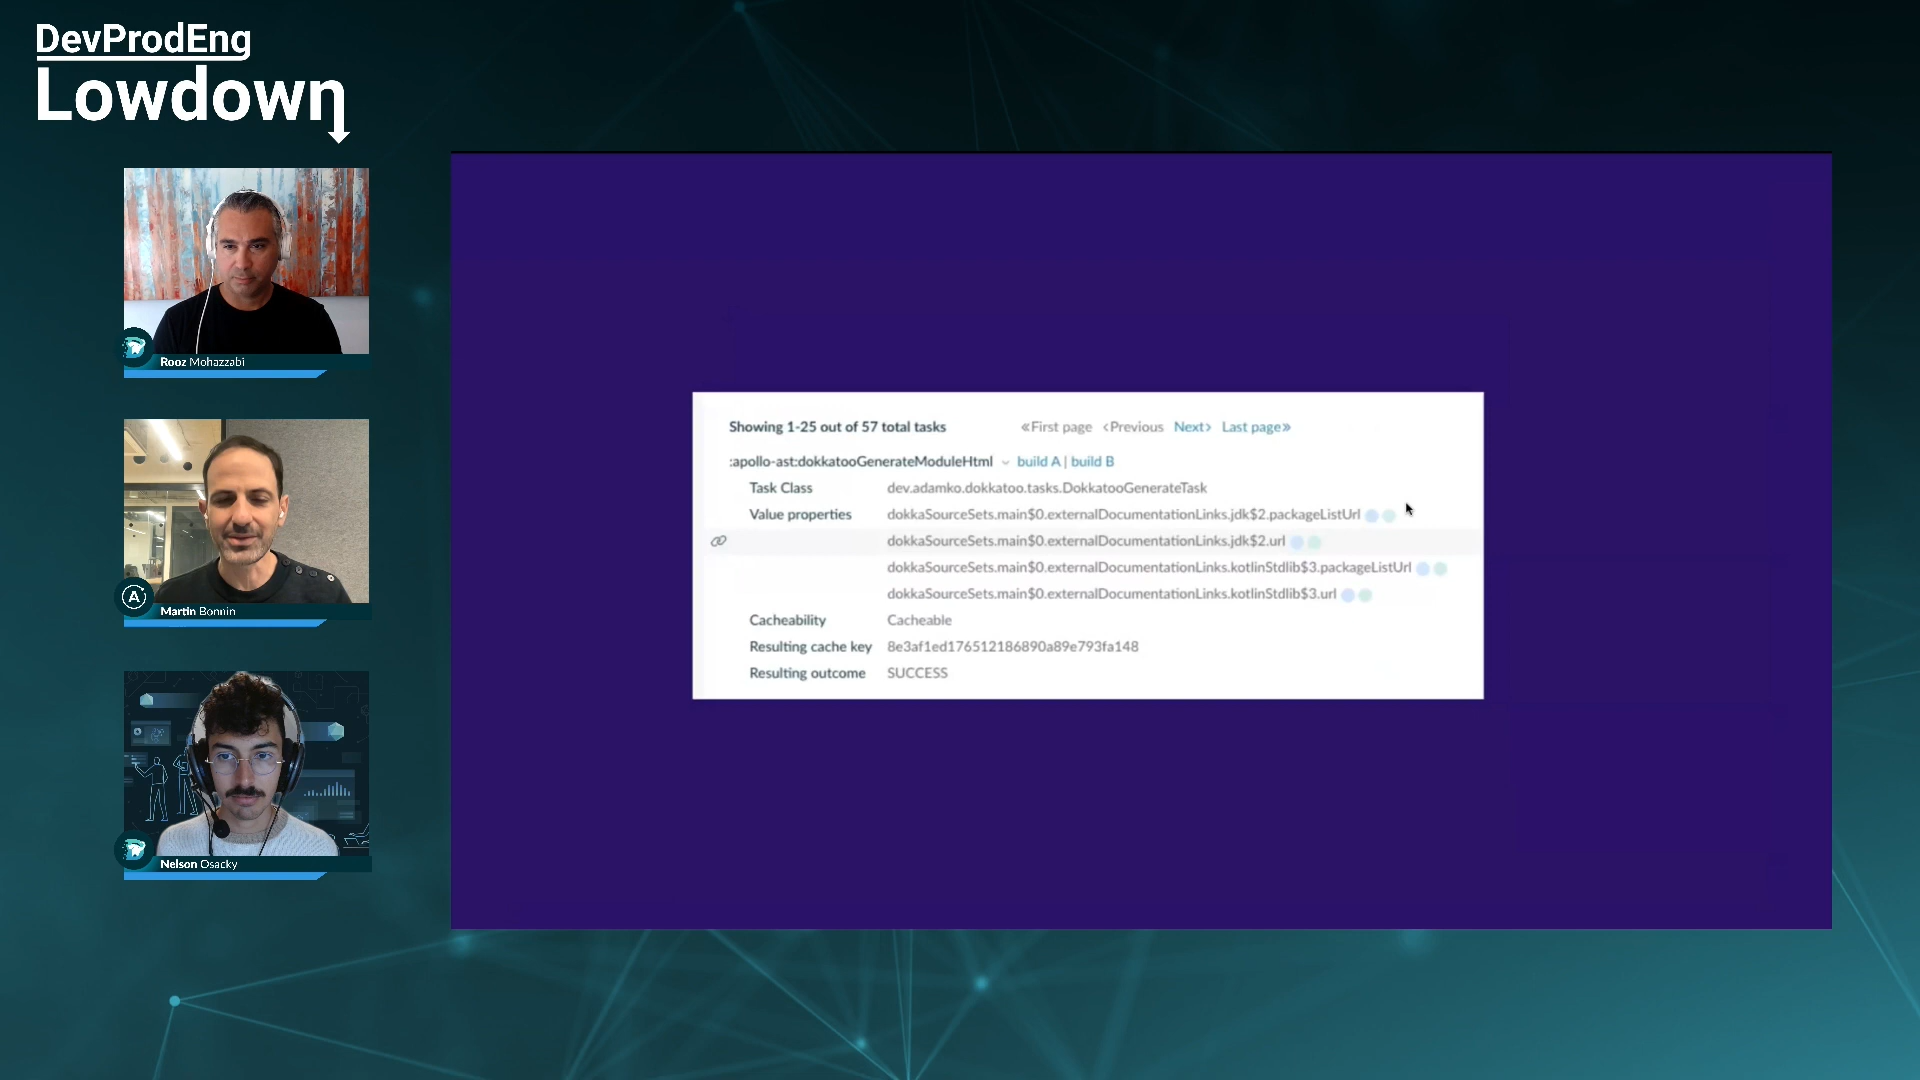 DevProdEng
Lowdown
Rooz Mohazzabi
A
Martin Bonnin
Nelson Osacky
Showing 1-25 out of 57 total tasks «First page ‹Previous Next› Last page»
:apollo-ast:dokkatooGenerateModuleHtml build A | build B
Task Class dev.adamko.dokkatoo.tasks.DokkatooGenerateTask
Value properties dokkaSourceSets.main$0.externalDocumentationLinks.jdk$2.packageListUrl
dokkaSourceSets.main$0.externalDocumentationLinks.jdk$2.url
dokkaSourceSets.main$0.externalDocumentationLinks.kotlinStdlib$3.packageListUrl
dokkaSourceSets.main$0.externalDocumentationLinks.kotlinStdlib$3.url
Cacheability Cacheable
Resulting cache key 8e3af1ed176512186890a89e793fa148
Resulting outcome SUCCESS